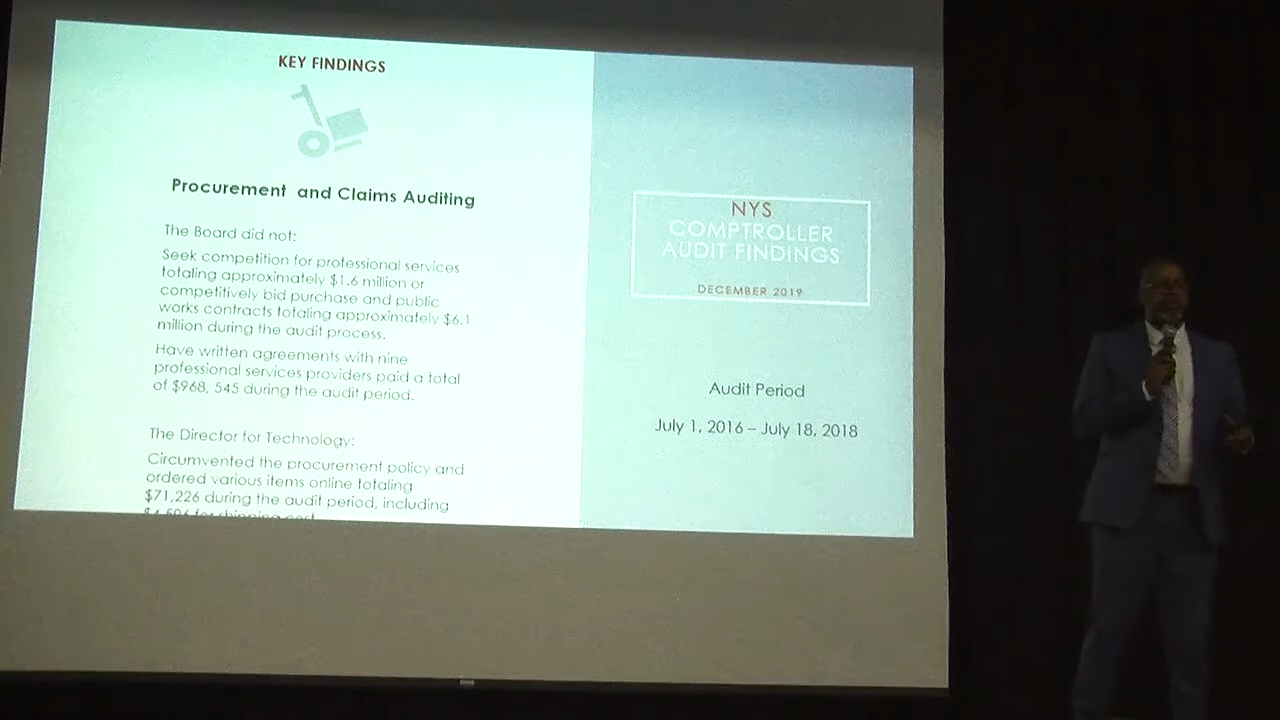 KEY FINDINGS
Procurement and Claims Auditing
The Board did not:
Seek competition for professional services
totaling approximately $1.6 million or
competitively bid purchase and public
works contracts totaling approximately $6.1
million during the audit process.
Have written agreements with nine
professional services providers paid a total
of $968, 545 during the audit period.
The Director for Technology:
Circumvented the procurement policy and
ordered various items online totaling
$71,226 during the audit period, including
for shipping cost
NYS
COMPTROLLER
AUDIT FINDINGS
DECEMBER 2019
Audit Period
July 1, 2016 – July 18, 2018